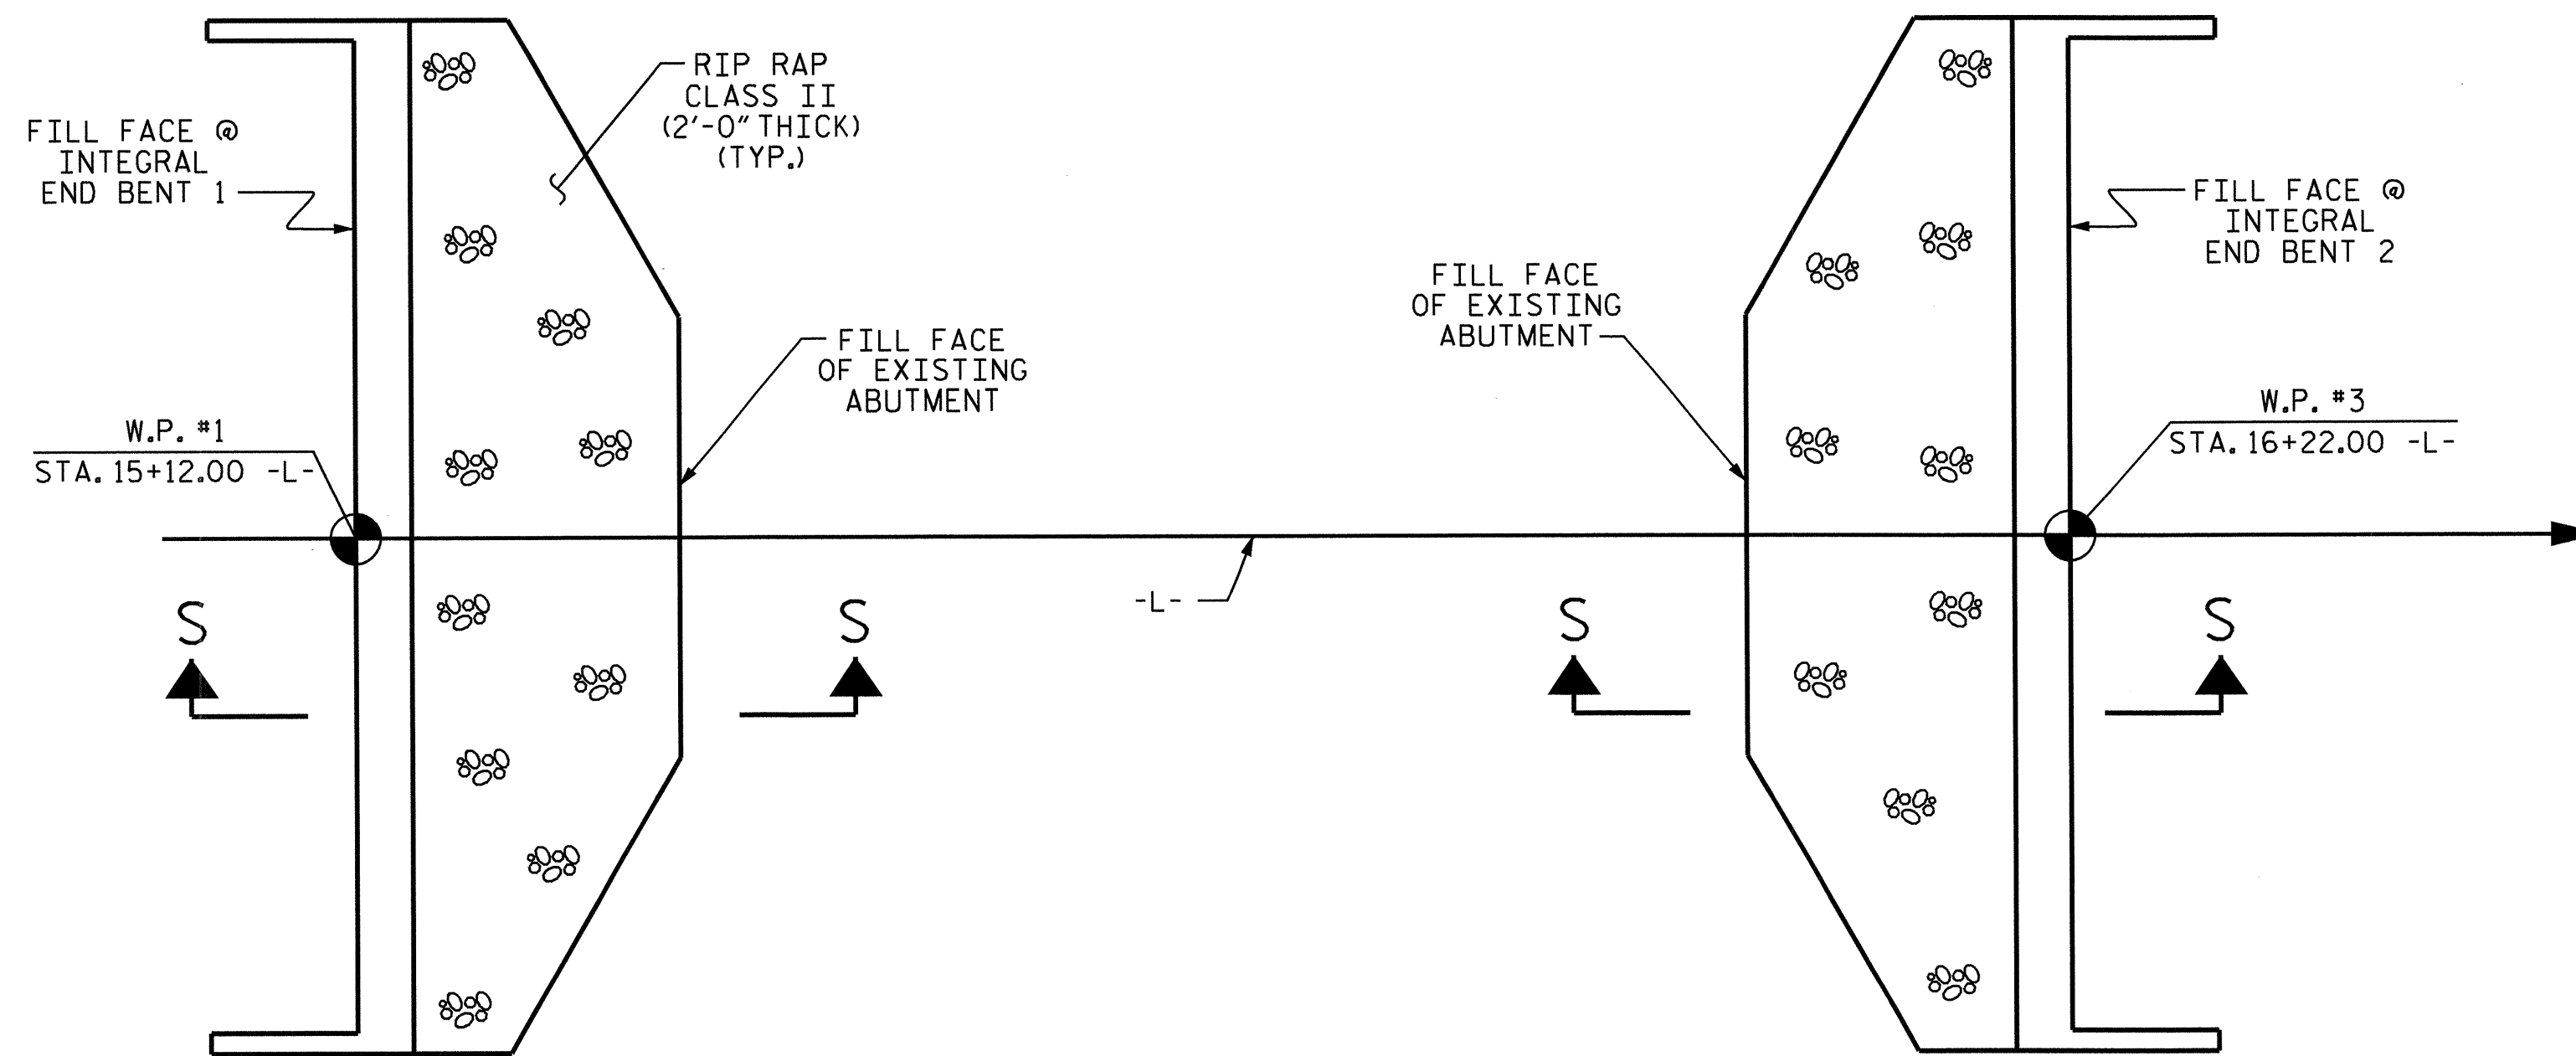 RIP RAP
CLASS II
(2'-0" THICK)
(TYP.)
FILL FACE @
INTEGRAL
END BENT 1
FILL FACE @
INTEGRAL
END BENT 2
FILL FACE
OF EXISTING
ABUTMENT
FILL FACE
OF EXISTING
ABUTMENT
W.P. #1
STA. 15+12.00 -L-
W.P. #3
STA. 16+22.00 -L-
-L-
S
S
S
S